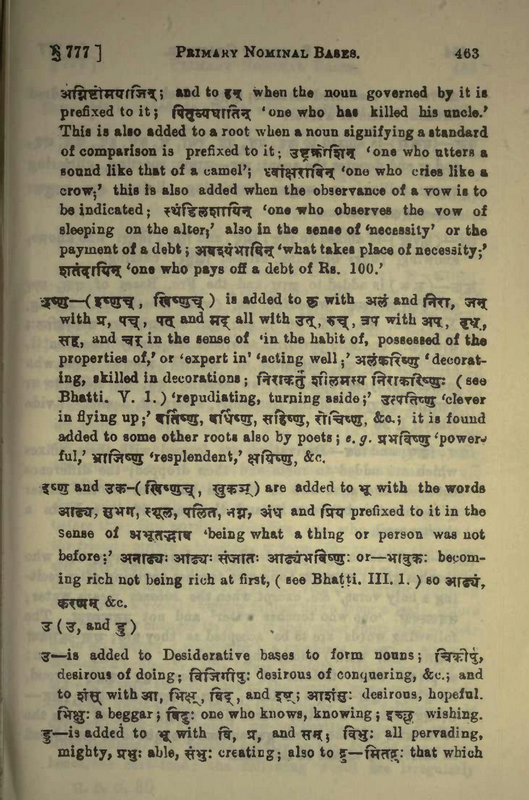 § 777 ] PRIMARY NOMINAL BASES. 463
अग्निष्टोमयाजिन्; and to हन् when the noun governed by it is
prefixed to it; पितृव्यघातिन् ‘one who has killed his uncle.’
This is also added to a root when a noun signifying a standard
of comparison is prefixed to it; उष्ट्रक्रोशिन् ‘one who utters a
sound like that of a camel’; ध्वांक्षराविन् ‘one who cries like a
crow;’ this is also added when the observance of a vow is to
be indicated; स्थंडिलशायिन् ‘one who observes the vow of
sleeping on the alter;’ also in the sense of ‘necessity’ or the
payment of a debt; अवश्यंभाविन् ‘what takes place of necessity;’
शतंदायिन् ‘one who pays off a debt of Rs. 100.’
इष्णु—(इष्णुच्, खिष्णुच्) is added to कृ with अलं and निरा, जन्
with प्र, पच्, पत् and मद् all with उत्, रुच्, त्रप with अप, वृध्,
सह्, and चर् in the sense of ‘in the habit of, possessed of the
properties of,’ or ‘expert in’ ‘acting well;’ अलंकरिष्णु ‘decorat-
ing, skilled in decorations; निराकर्तुं शीलमस्य निराकरिष्णुः (see
Bhatti. V. 1.) ‘repudiating, turning aside;’ उत्पतिष्णु ‘clever
in flying up;’ वर्तिष्णु, वर्धिष्णु, सहिष्णु, रोचिष्णु, &c.; it is found
added to some other roots also by poets; e. g. प्रभविष्णु ‘power-
ful,’ भ्राजिष्णु ‘resplendent,’ क्षयिष्णु, &c.
इष्णु and उक—(खिष्णुच्, खुकञ्) are added to भू with the words
आढ्य, सुभग, स्थूल, पलित, नग्न, अंध and प्रिय prefixed to it in the
sense of अभूतद्भाव ‘being what a thing or person was not
before;’ अनाढ्यः आढ्यः संजातः आढ्यंभविष्णुः or—भावुकः becom-
ing rich not being rich at first, (see Bhaṭṭi. III. 1.) so आढ्यं,
करणम् &c.
उ (उ, and डु)
उ—is added to Desiderative bases to form nouns; चिकीर्षु,
desirous of doing; विजिगीषुः desirous of conquering, &c.; and
to शंस् with आ, भिक्ष्, विद्, and इष्; आशंसुः desirous, hopeful.
भिक्षुः a beggar; विदुः one who knows, knowing; इच्छु wishing.
डु—is added to भू with वि, प्र, and सम्; विभुः all pervading,
mighty, प्रभुः able, संभुः creating; also to द्रु—मितद्रुः that which